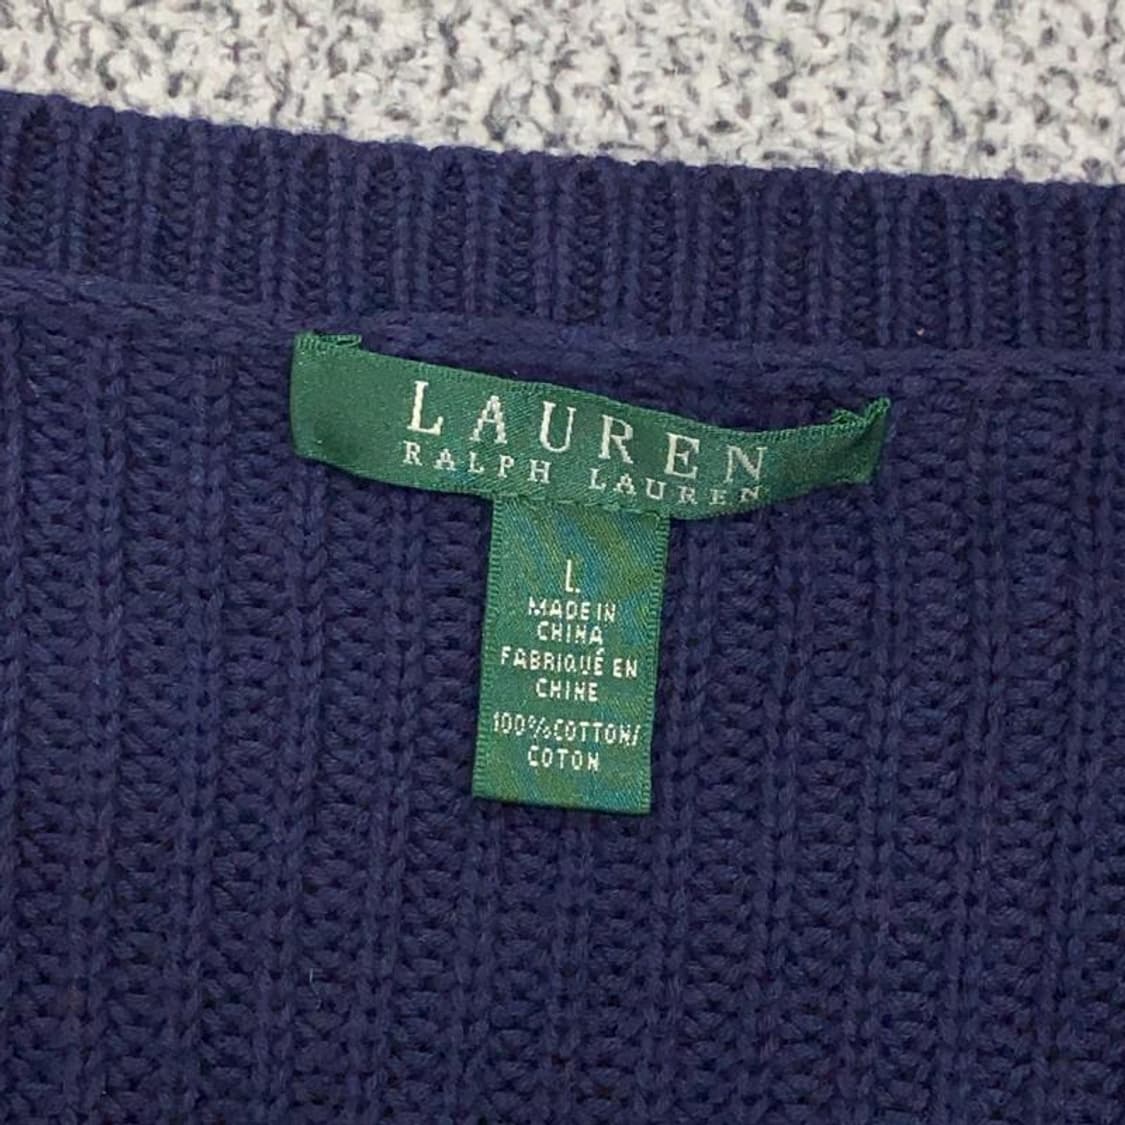 LAUREN
RALPH LAUREN
L
MADE IN
CHINA
FABRIQUÉ EN
CHINE
100% COTTON/
COTON